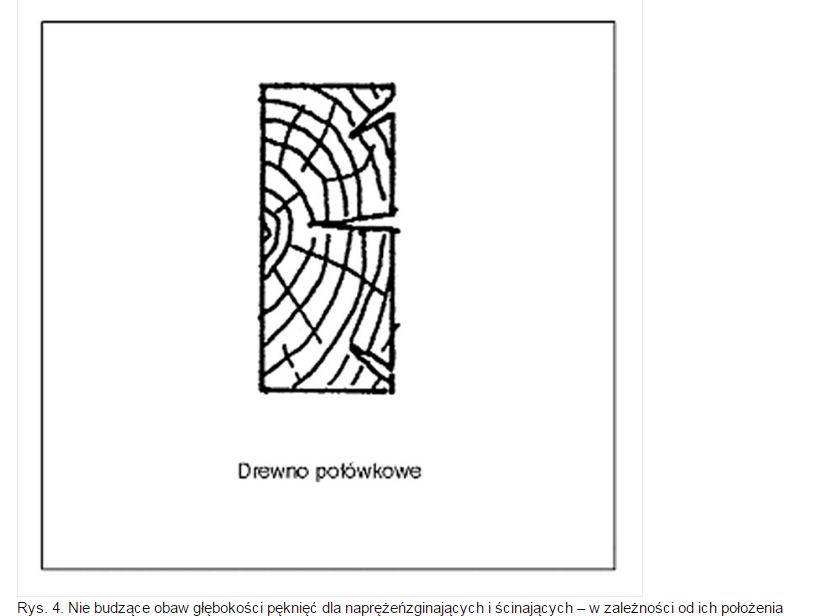 Drewno połówkowe
Rys. 4. Nie budzące obaw głębokości pęknięć dla naprężeńzginających i ścinających – w zależności od ich położenia